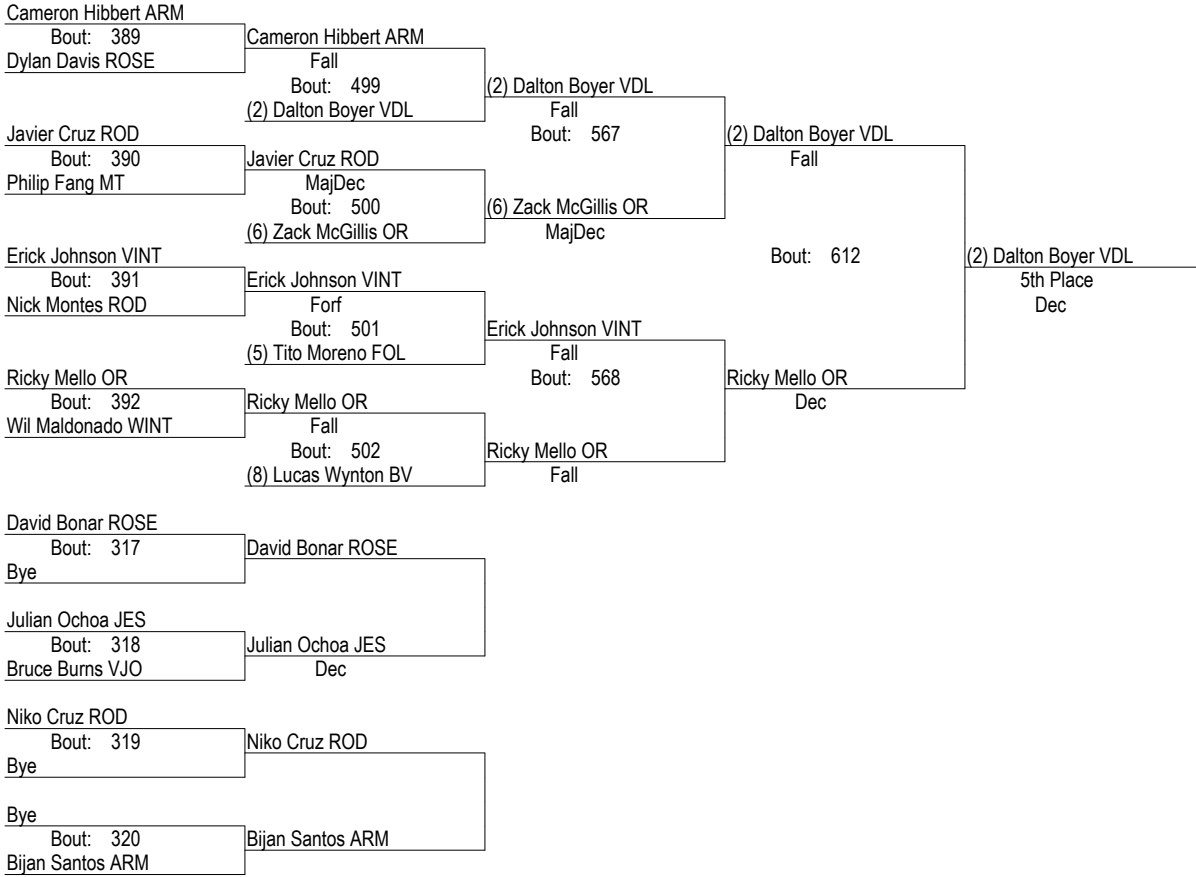 Cameron Hibbert ARM
Bout: 389
Dylan Davis ROSE
Javier Cruz ROD
Bout: 390
Philip Fang MT
Erick Johnson VINT
Bout: 391
Nick Montes ROD
Ricky Mello OR
Bout: 392
Wil Maldonado WINT
Cameron Hibbert ARM
Fall
Bout: 499
(2) Dalton Boyer VDL
Javier Cruz ROD
MajDec
Bout: 500
(6) Zack McGillis OR
Erick Johnson VINT
Forf
Bout: 501
(5) Tito Moreno FOL
Ricky Mello OR
Fall
Bout: 502
(8) Lucas Wynton BV
(2) Dalton Boyer VDL
Fall
Bout: 567
(6) Zack McGillis OR
MajDec
Erick Johnson VINT
Fall
Bout: 568
Ricky Mello OR
Fall
(2) Dalton Boyer VDL
Fall
Bout: 612
Ricky Mello OR
Dec
(2) Dalton Boyer VDL
5th Place
Dec
David Bonar ROSE
Bout: 317
Bye
Julian Ochoa JES
Bout: 318
Bruce Burns VJO
David Bonar ROSE
Julian Ochoa JES
Dec
Niko Cruz ROD
Bout: 319
Bye
Bye
Bout: 320
Bijan Santos ARM
Niko Cruz ROD
Bijan Santos ARM